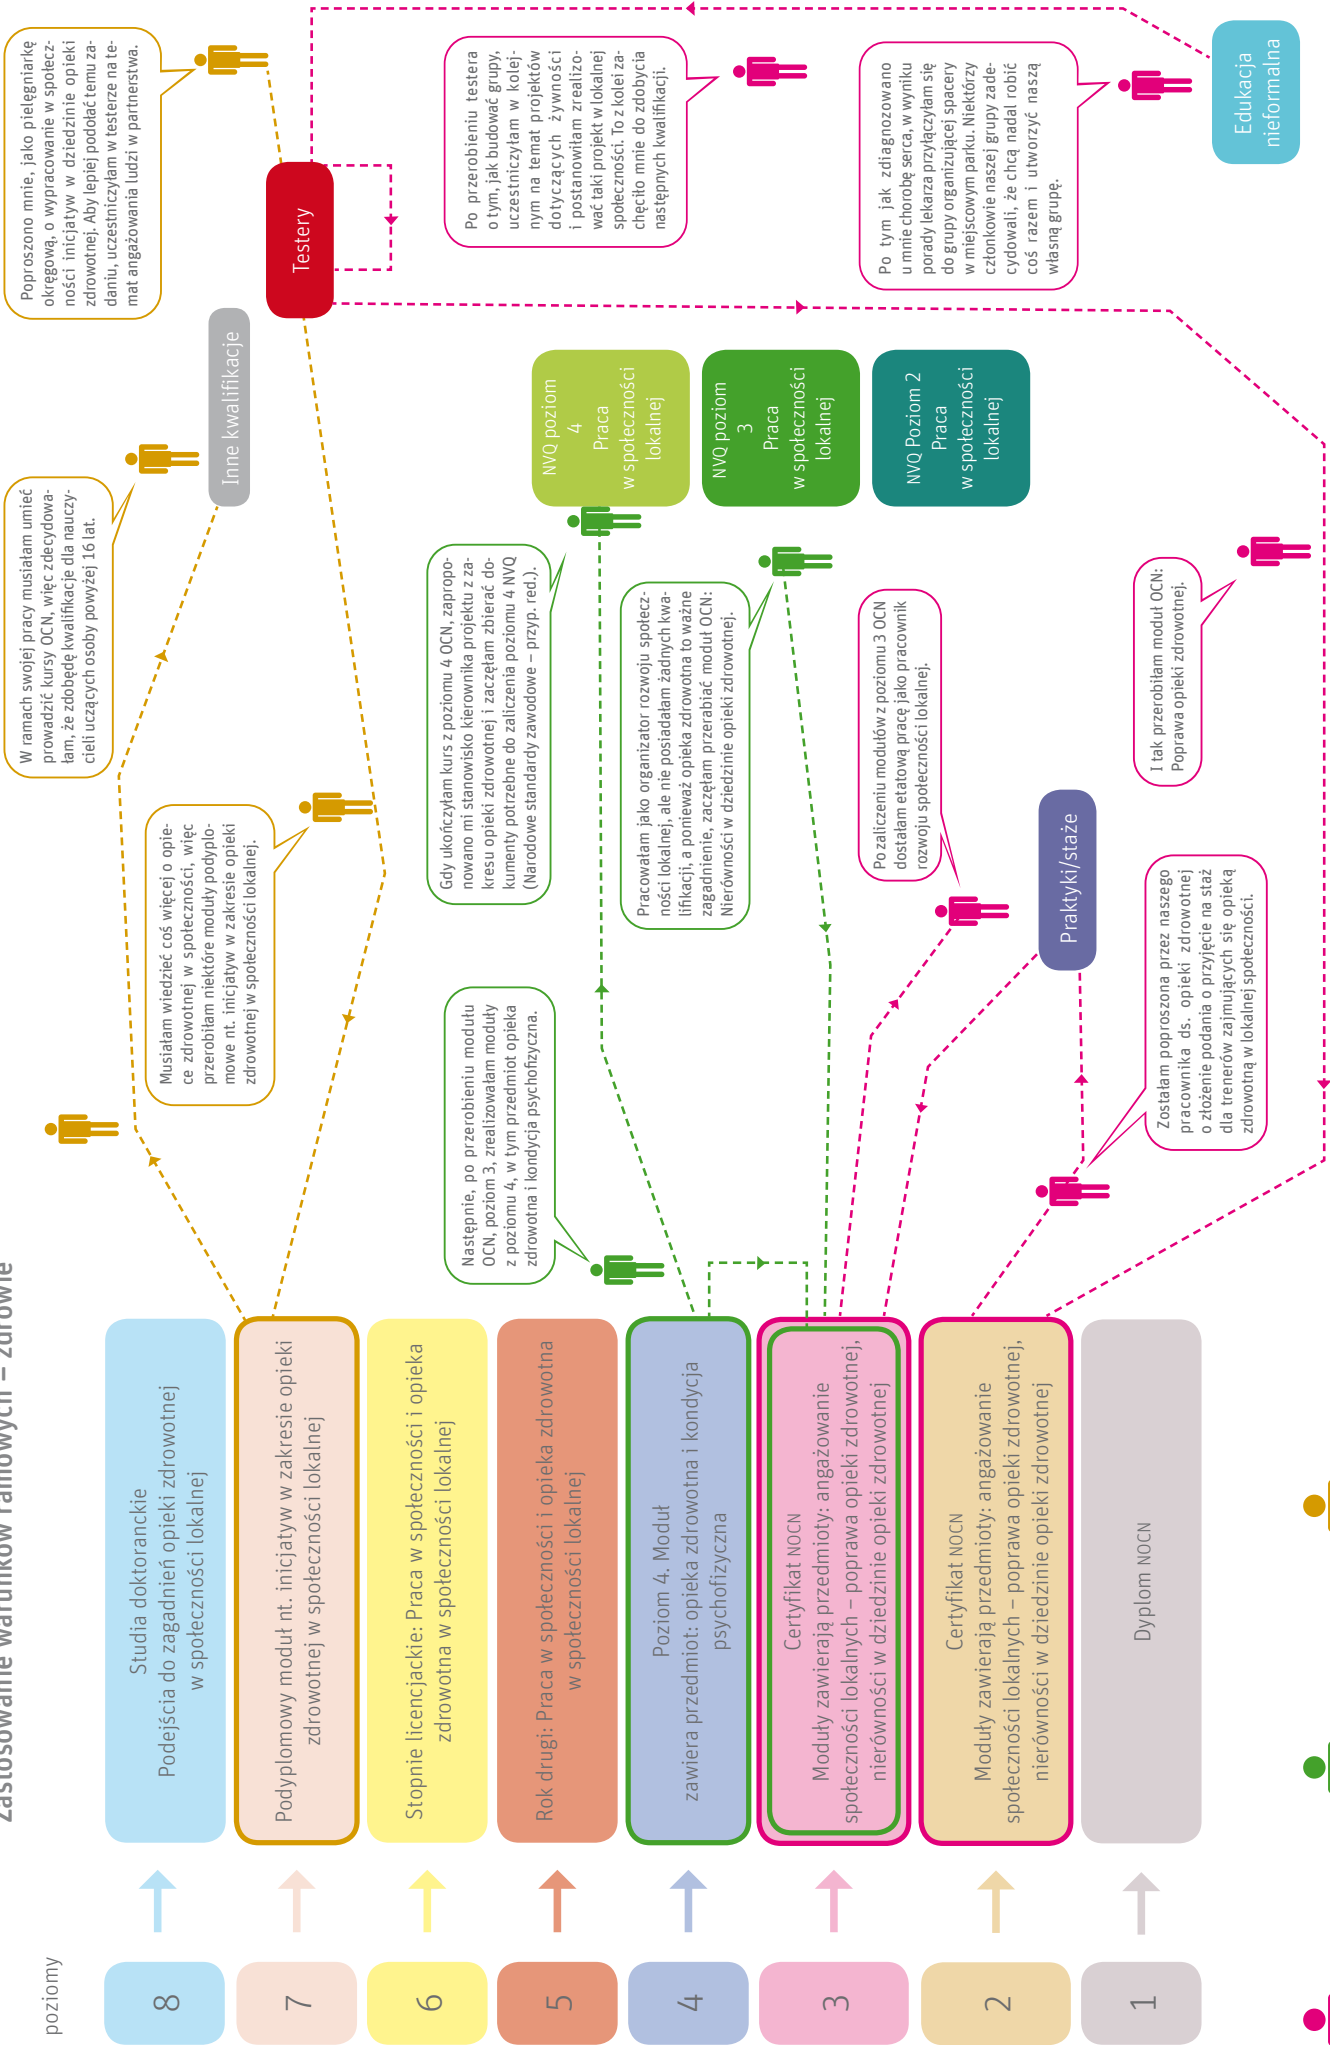 Zastosowanie warunków ramowych – zdrowie
poziomy
8
Studia doktoranckie
Podejścia do zagadnień opieki zdrowotnej
w społeczności lokalnej
7
Podyplomowy moduł nt. inicjatyw w zakresie opieki
zdrowotnej w społeczności lokalnej
6
Stopnie licencjackie: Praca w społeczności i opieka
zdrowotna w społeczności lokalnej
5
Rok drugi: Praca w społeczności i opieka zdrowotna
w społeczności lokalnej
4
Poziom 4. Moduł
zawiera przedmiot: opieka zdrowotna i kondycja
psychofizyczna
3
Certyfikat NOCN
Moduły zawierają przedmioty: angażowanie
społeczności lokalnych – poprawa opieki zdrowotnej,
nierówności w dziedzinie opieki zdrowotnej
2
Certyfikat NOCN
Moduły zawierają przedmioty: angażowanie
społeczności lokalnych – poprawa opieki zdrowotnej,
nierówności w dziedzinie opieki zdrowotnej
1
Dyplom NOCN
Musiałam wiedzieć coś więcej o opie-
ce zdrowotnej w społeczności, więc
przerobiłam niektóre moduły podyplo-
mowe nt. inicjatyw w zakresie opieki
zdrowotnej w społeczności lokalnej.
W ramach swojej pracy musiałam umieć
prowadzić kursy OCN, więc zdecydowa-
łam, że zdobędę kwalifikacje dla nauczy-
cieli uczących osoby powyżej 16 lat.
Inne kwalifikacje
Poproszono mnie, jako pielęgniarkę
okręgową, o wypracowanie w społecz-
ności inicjatyw w dziedzinie opieki
zdrowotnej. Aby lepiej podołać temu za-
daniu, uczestniczyłam w testerze na te-
mat angażowania ludzi w partnerstwa.
Testery
Następnie, po przerobieniu modułu
OCN, poziom 3, zrealizowałam moduły
z poziomu 4, w tym przedmiot opieka
zdrowotna i kondycja psychofizyczna.
Gdy ukończyłam kurs z poziomu 4 OCN, zapropo-
nowano mi stanowisko kierownika projektu z za-
kresu opieki zdrowotnej i zaczęłam zbierać do-
kumenty potrzebne do zaliczenia poziomu 4 NVQ
(Narodowe standardy zawodowe – przyp. red.).
Pracowałam jako organizator rozwoju społecz-
ności lokalnej, ale nie posiadałam żadnych kwa-
lifikacji, a ponieważ opieka zdrowotna to ważne
zagadnienie, zaczęłam przerabiać moduł OCN:
Nierówności w dziedzinie opieki zdrowotnej.
NVQ poziom
4
Praca
w społeczności
lokalnej
NVQ poziom
3
Praca
w społeczności
lokalnej
NVQ Poziom 2
Praca
w społeczności
lokalnej
Po przerobieniu testera
o tym, jak budować grupy,
uczestniczyłam w kolej-
nym na temat projektów
dotyczących żywności
i postanowiłam zrealizo-
wać taki projekt w lokalnej
społeczności. To z kolei za-
chęciło mnie do zdobycia
następnych kwalifikacji.
Po tym jak zdiagnozowano
u mnie chorobę serca, w wyniku
porady lekarza przyłączyłam się
do grupy organizującej spacery
w miejscowym parku. Niektórzy
członkowie naszej grupy zade-
cydowali, że chcą nadal robić
coś razem i utworzyć naszą
własną grupę.
Edukacja
nieformalna
Po zaliczeniu modułów z poziomu 3 OCN
dostałam etatową pracę jako pracownik
rozwoju społeczności lokalnej.
Praktyki/staże
Zostałam poproszona przez naszego
pracownika ds. opieki zdrowotnej
o złożenie podania o przyjęcie na staż
dla trenerów zajmujących się opieką
zdrowotną w lokalnej społeczności.
I tak przerobiłam moduł OCN:
Poprawa opieki zdrowotnej.